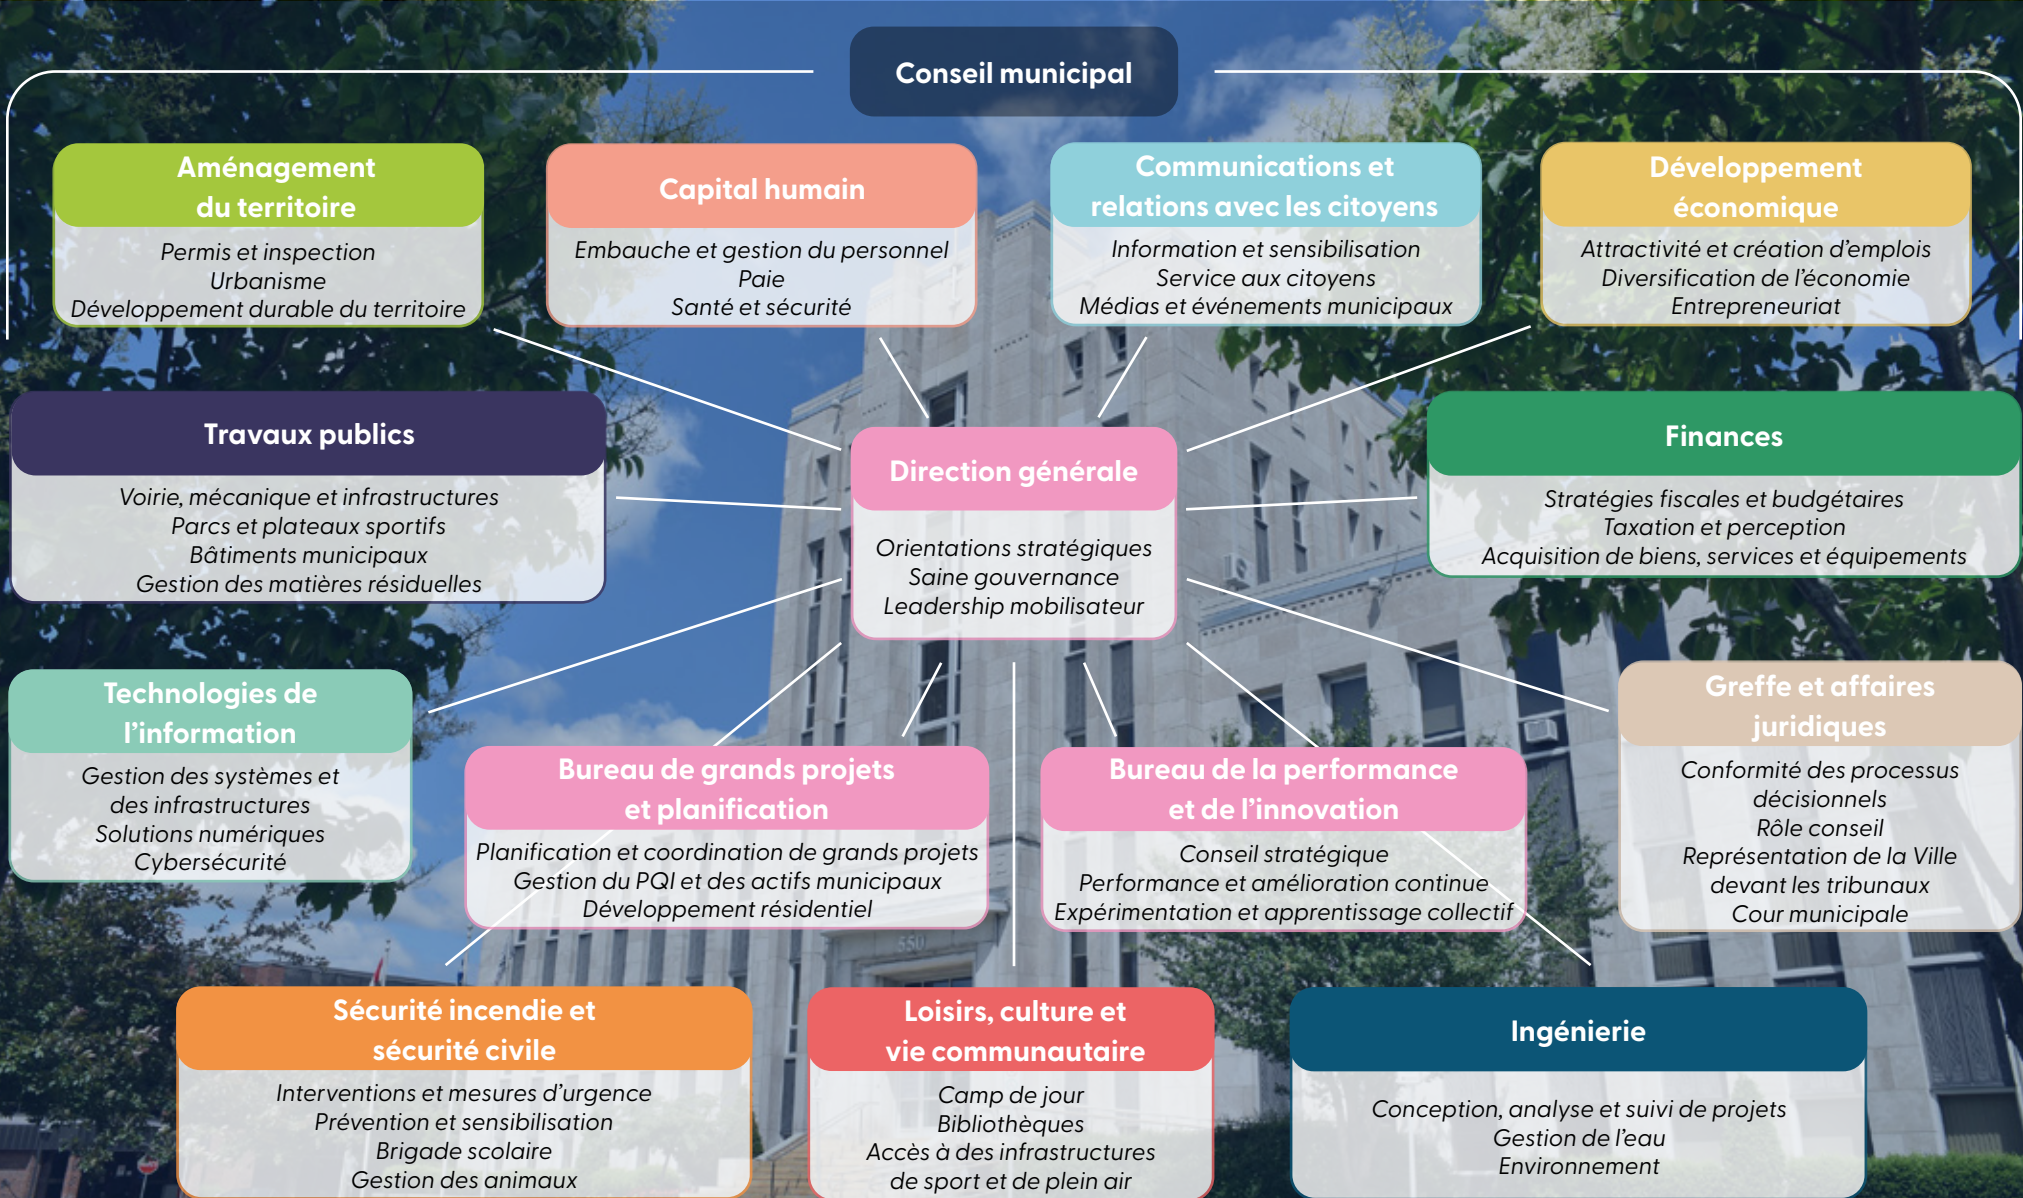 Conseil municipal
Aménagement
du territoire
Permis et inspection
Urbanisme
Développement durable du territoire
Capital humain
Embauche et gestion du personnel
Paie
Santé et sécurité
Communications et
relations avec les citoyens
Information et sensibilisation
Service aux citoyens
Médias et événements municipaux
Développement
économique
Attractivité et création d’emplois
Diversification de l’économie
Entrepreneuriat
Travaux publics
Voirie, mécanique et infrastructures
Parcs et plateaux sportifs
Bâtiments municipaux
Gestion des matières résiduelles
Direction générale
Orientations stratégiques
Saine gouvernance
Leadership mobilisateur
Finances
Stratégies fiscales et budgétaires
Taxation et perception
Acquisition de biens, services et équipements
Technologies de
l’information
Gestion des systèmes et
des infrastructures
Solutions numériques
Cybersécurité
Bureau de grands projets
et planification
Planification et coordination de grands projets
Gestion du PQI et des actifs municipaux
Développement résidentiel
Bureau de la performance
et de l’innovation
Conseil stratégique
Performance et amélioration continue
Expérimentation et apprentissage collectif
Greffe et affaires
juridiques
Conformité des processus
décisionnels
Rôle conseil
Représentation de la Ville
devant les tribunaux
Cour municipale
550
Sécurité incendie et
sécurité civile
Interventions et mesures d’urgence
Prévention et sensibilisation
Brigade scolaire
Gestion des animaux
Loisirs, culture et
vie communautaire
Camp de jour
Bibliothèques
Accès à des infrastructures
de sport et de plein air
Ingénierie
Conception, analyse et suivi de projets
Gestion de l’eau
Environnement